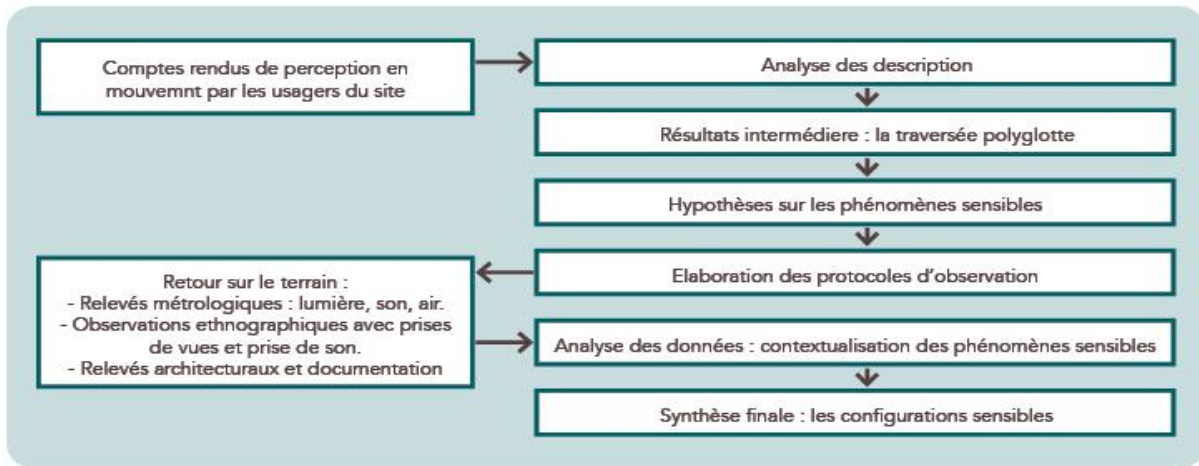 Comptes rendus de perception en
mouvemnt par les usagers du site
Analyse des description
Résultats intermédiere : la traversée polyglotte
Hypothèses sur les phénomènes sensibles
Elaboration des protocoles d'observation
Retour sur le terrain :
- Relevés métrologiques : lumière, son, air.
- Observations ethnographiques avec prises
de vues et prise de son.
- Relevés architecturaux et documentation
Analyse des données : contextualisation des phénomènes sensibles
Synthèse finale : les configurations sensibles